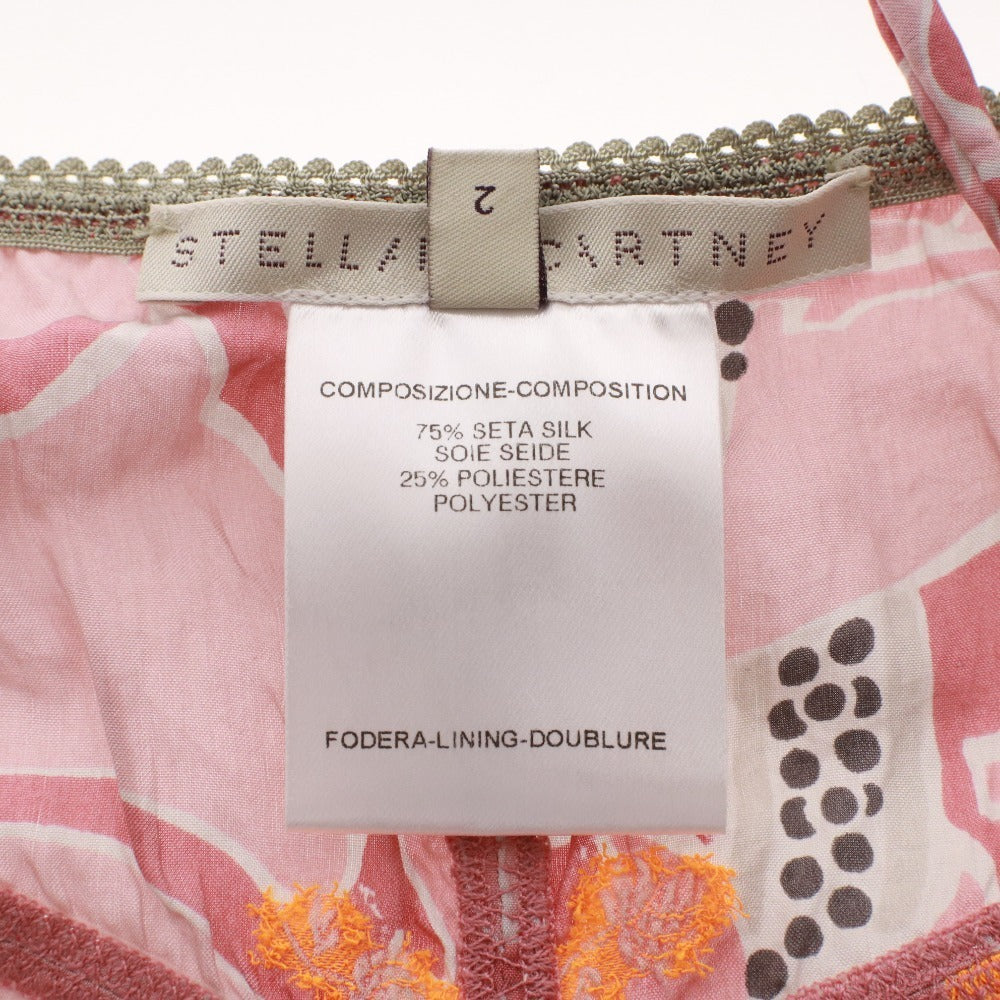 2
STELLA McCARTNEY
COMPOSIZIONE-COMPOSITION
75% SETA SILK
SOIE SEIDE
25% POLIESTERE
POLYESTER
FODERA-LINING-DOUBLURE